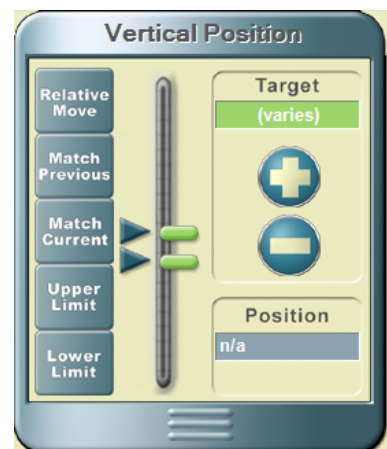 Vertical Position
Relative
Move
Match
Previous
Match
Current
Upper
Limit
Lower
Limit
Target
(varies)
Position
n/a